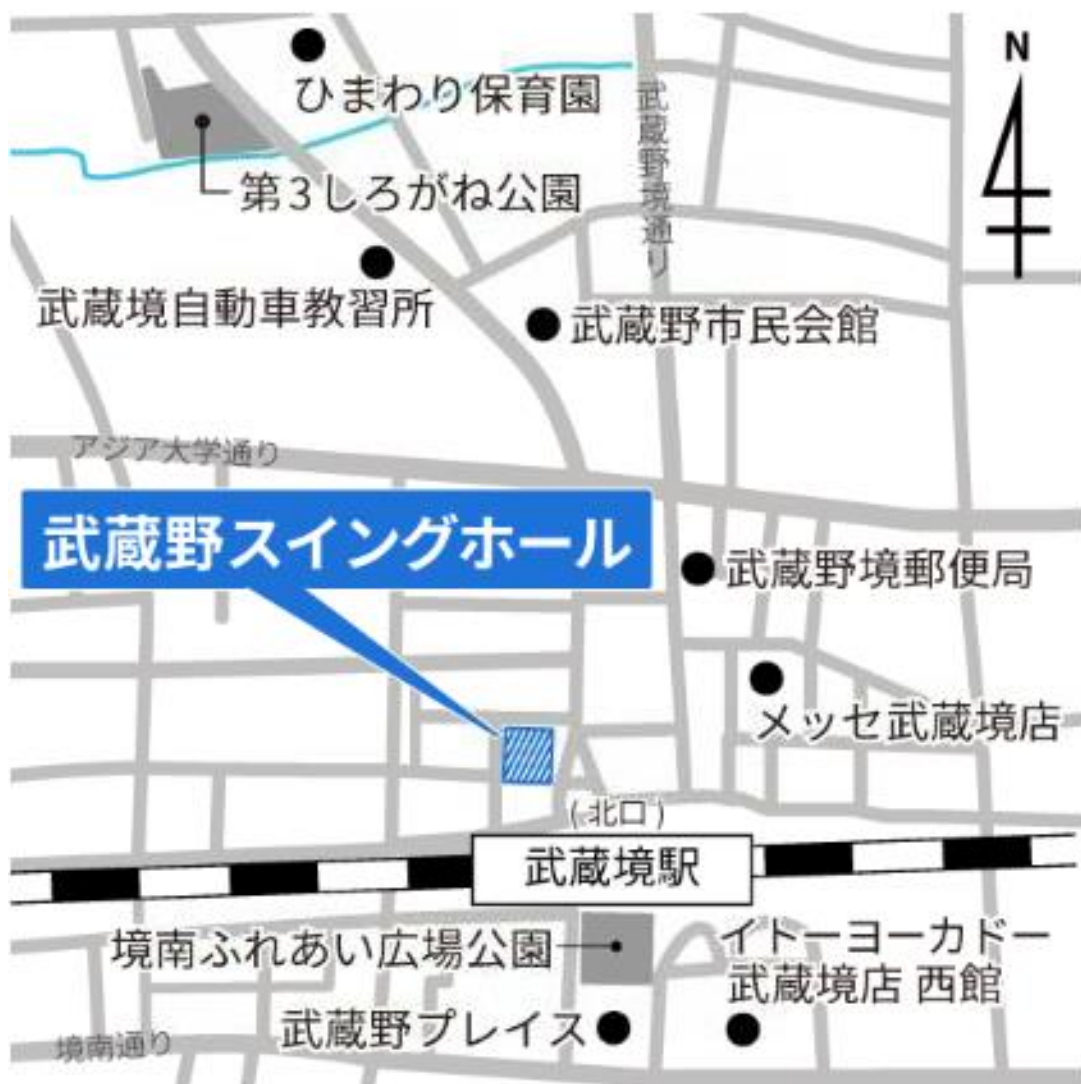 N
ひまわり保育園
武蔵野境通り
第3しろがね公園
武蔵境自動車教習所
武蔵野市民会館
アジア大学通り
武蔵野スイングホール
武蔵野境郵便局
メッセ武蔵境店
(北口)
武蔵境駅
境南ふれあい広場公園
イトーヨーカドー
武蔵境店 西館
武蔵野プレイス
境南通り